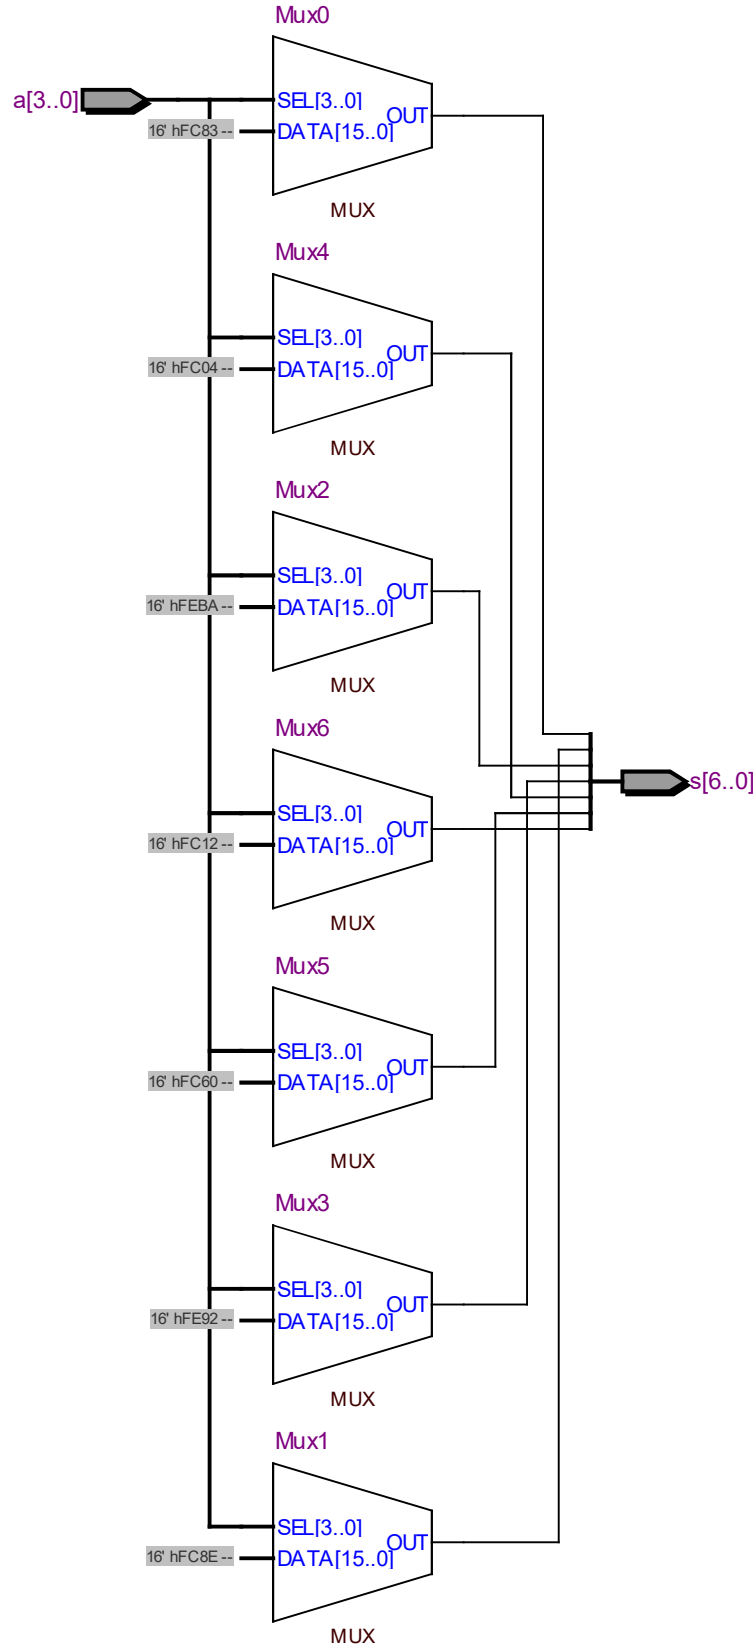 Mux0
a[3..0]
SEL[3..0]
OUT
16' hFC83 --
DATA[15..0]
MUX
Mux4
SEL[3..0]
OUT
16' hFC04 --
DATA[15..0]
MUX
Mux2
SEL[3..0]
OUT
16' hFEBA --
DATA[15..0]
MUX
Mux6
s[6..0]
SEL[3..0]
OUT
16' hFC12 --
DATA[15..0]
MUX
Mux5
SEL[3..0]
OUT
16' hFC60 --
DATA[15..0]
MUX
Mux3
SEL[3..0]
OUT
16' hFE92 --
DATA[15..0]
MUX
Mux1
SEL[3..0]
OUT
16' hFC8E --
DATA[15..0]
MUX